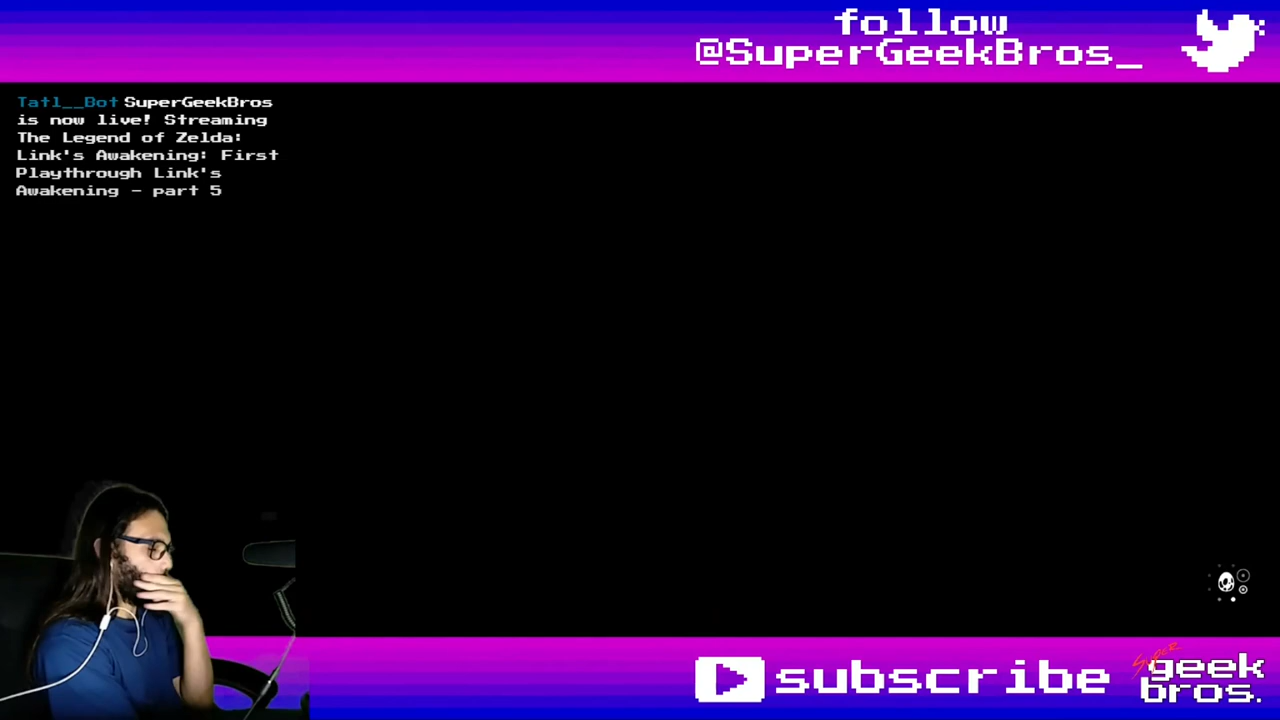 follow
@SuperGeekBros_
Tatl__Bot SuperGeekBros
is now live! Streaming
The Legend of Zelda:
Link's Awakening: First
Playthrough Link's
Awakening - part 5
subscribe
SUPER
geek
bros.